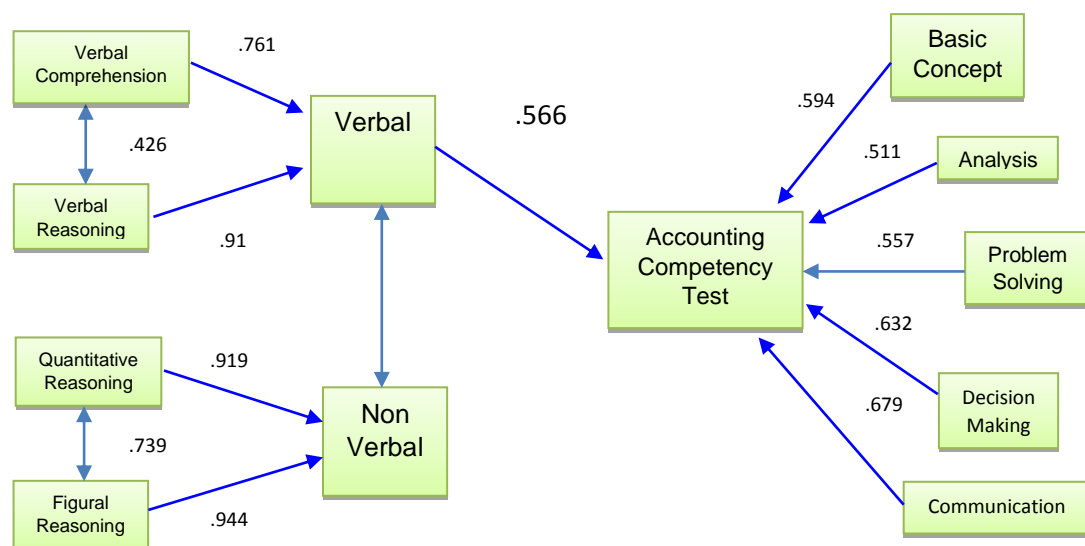 Verbal
Comprehension
.761
.426
Verbal
Reasoning
.91
Verbal
.566
Quantitative
Reasoning
.919
.739
Figural
Reasoning
.944
Non
Verbal
Accounting
Competency
Test
Basic
Concept
.594
.511
Analysis
.557
Problem
Solving
.632
Decision
Making
.679
Communication